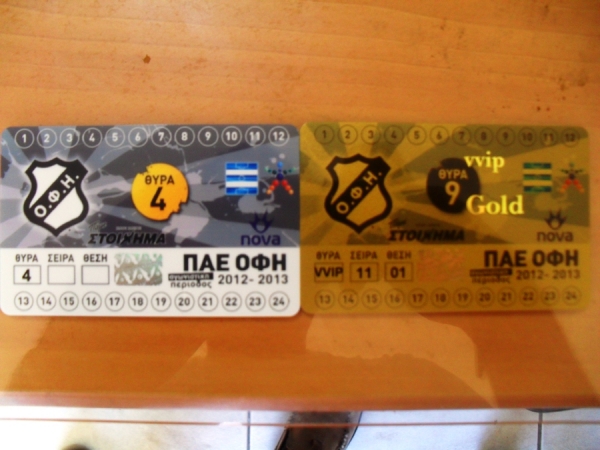 1 2 3 4 5 6 7 8 9 10 11 12
Ο.Φ.Η.
ΘΥΡΑ
4
ΣΤΟΙΧΗΜΑ
nova
ΘΥΡΑ ΣΕΙΡΑ ΘΕΣΗ
4
ΠΑΕ ΟΦΗ
αγωνιστική
περίοδος 2012-2013
13 14 15 16 17 18 19 20 21 22 23 24
1 2 3 4 5 6 7 8 9 10 11 12
Ο.Φ.Η.
ΘΥΡΑ
9
vvip
Gold
ΣΤΟΙΧΗΜΑ
nova
ΘΥΡΑ ΣΕΙΡΑ ΘΕΣΗ
VVIP 11 01
ΠΑΕ ΟΦΗ
αγωνιστική
περίοδος 2012-2013
13 14 15 16 17 18 19 20 21 22 23 24